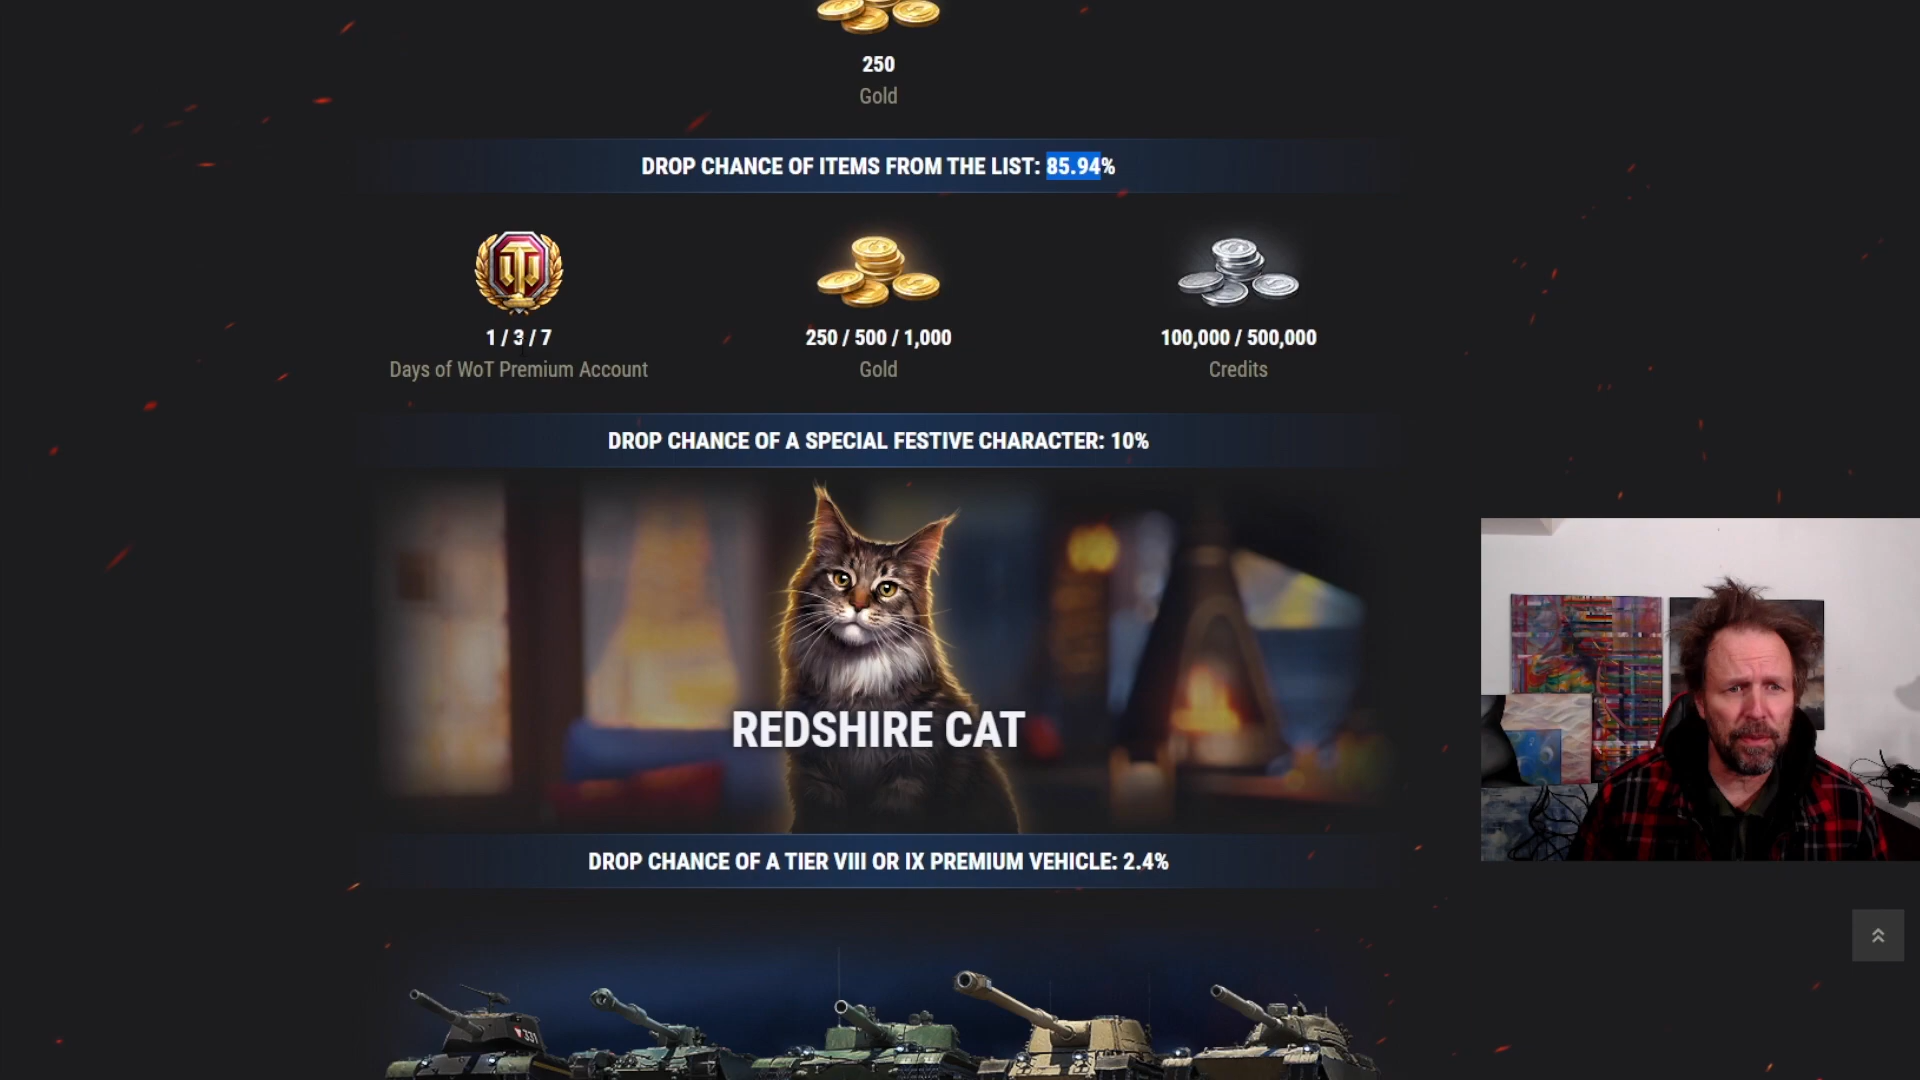 250
Gold
DROP CHANCE OF ITEMS FROM THE LIST: 85.94%
1 / 3 / 7
Days of WoT Premium Account
250 / 500 / 1,000
Gold
100,000 / 500,000
Credits
DROP CHANCE OF A SPECIAL FESTIVE CHARACTER: 10%
REDSHIRE CAT
DROP CHANCE OF A TIER VIII OR IX PREMIUM VEHICLE: 2.4%
331